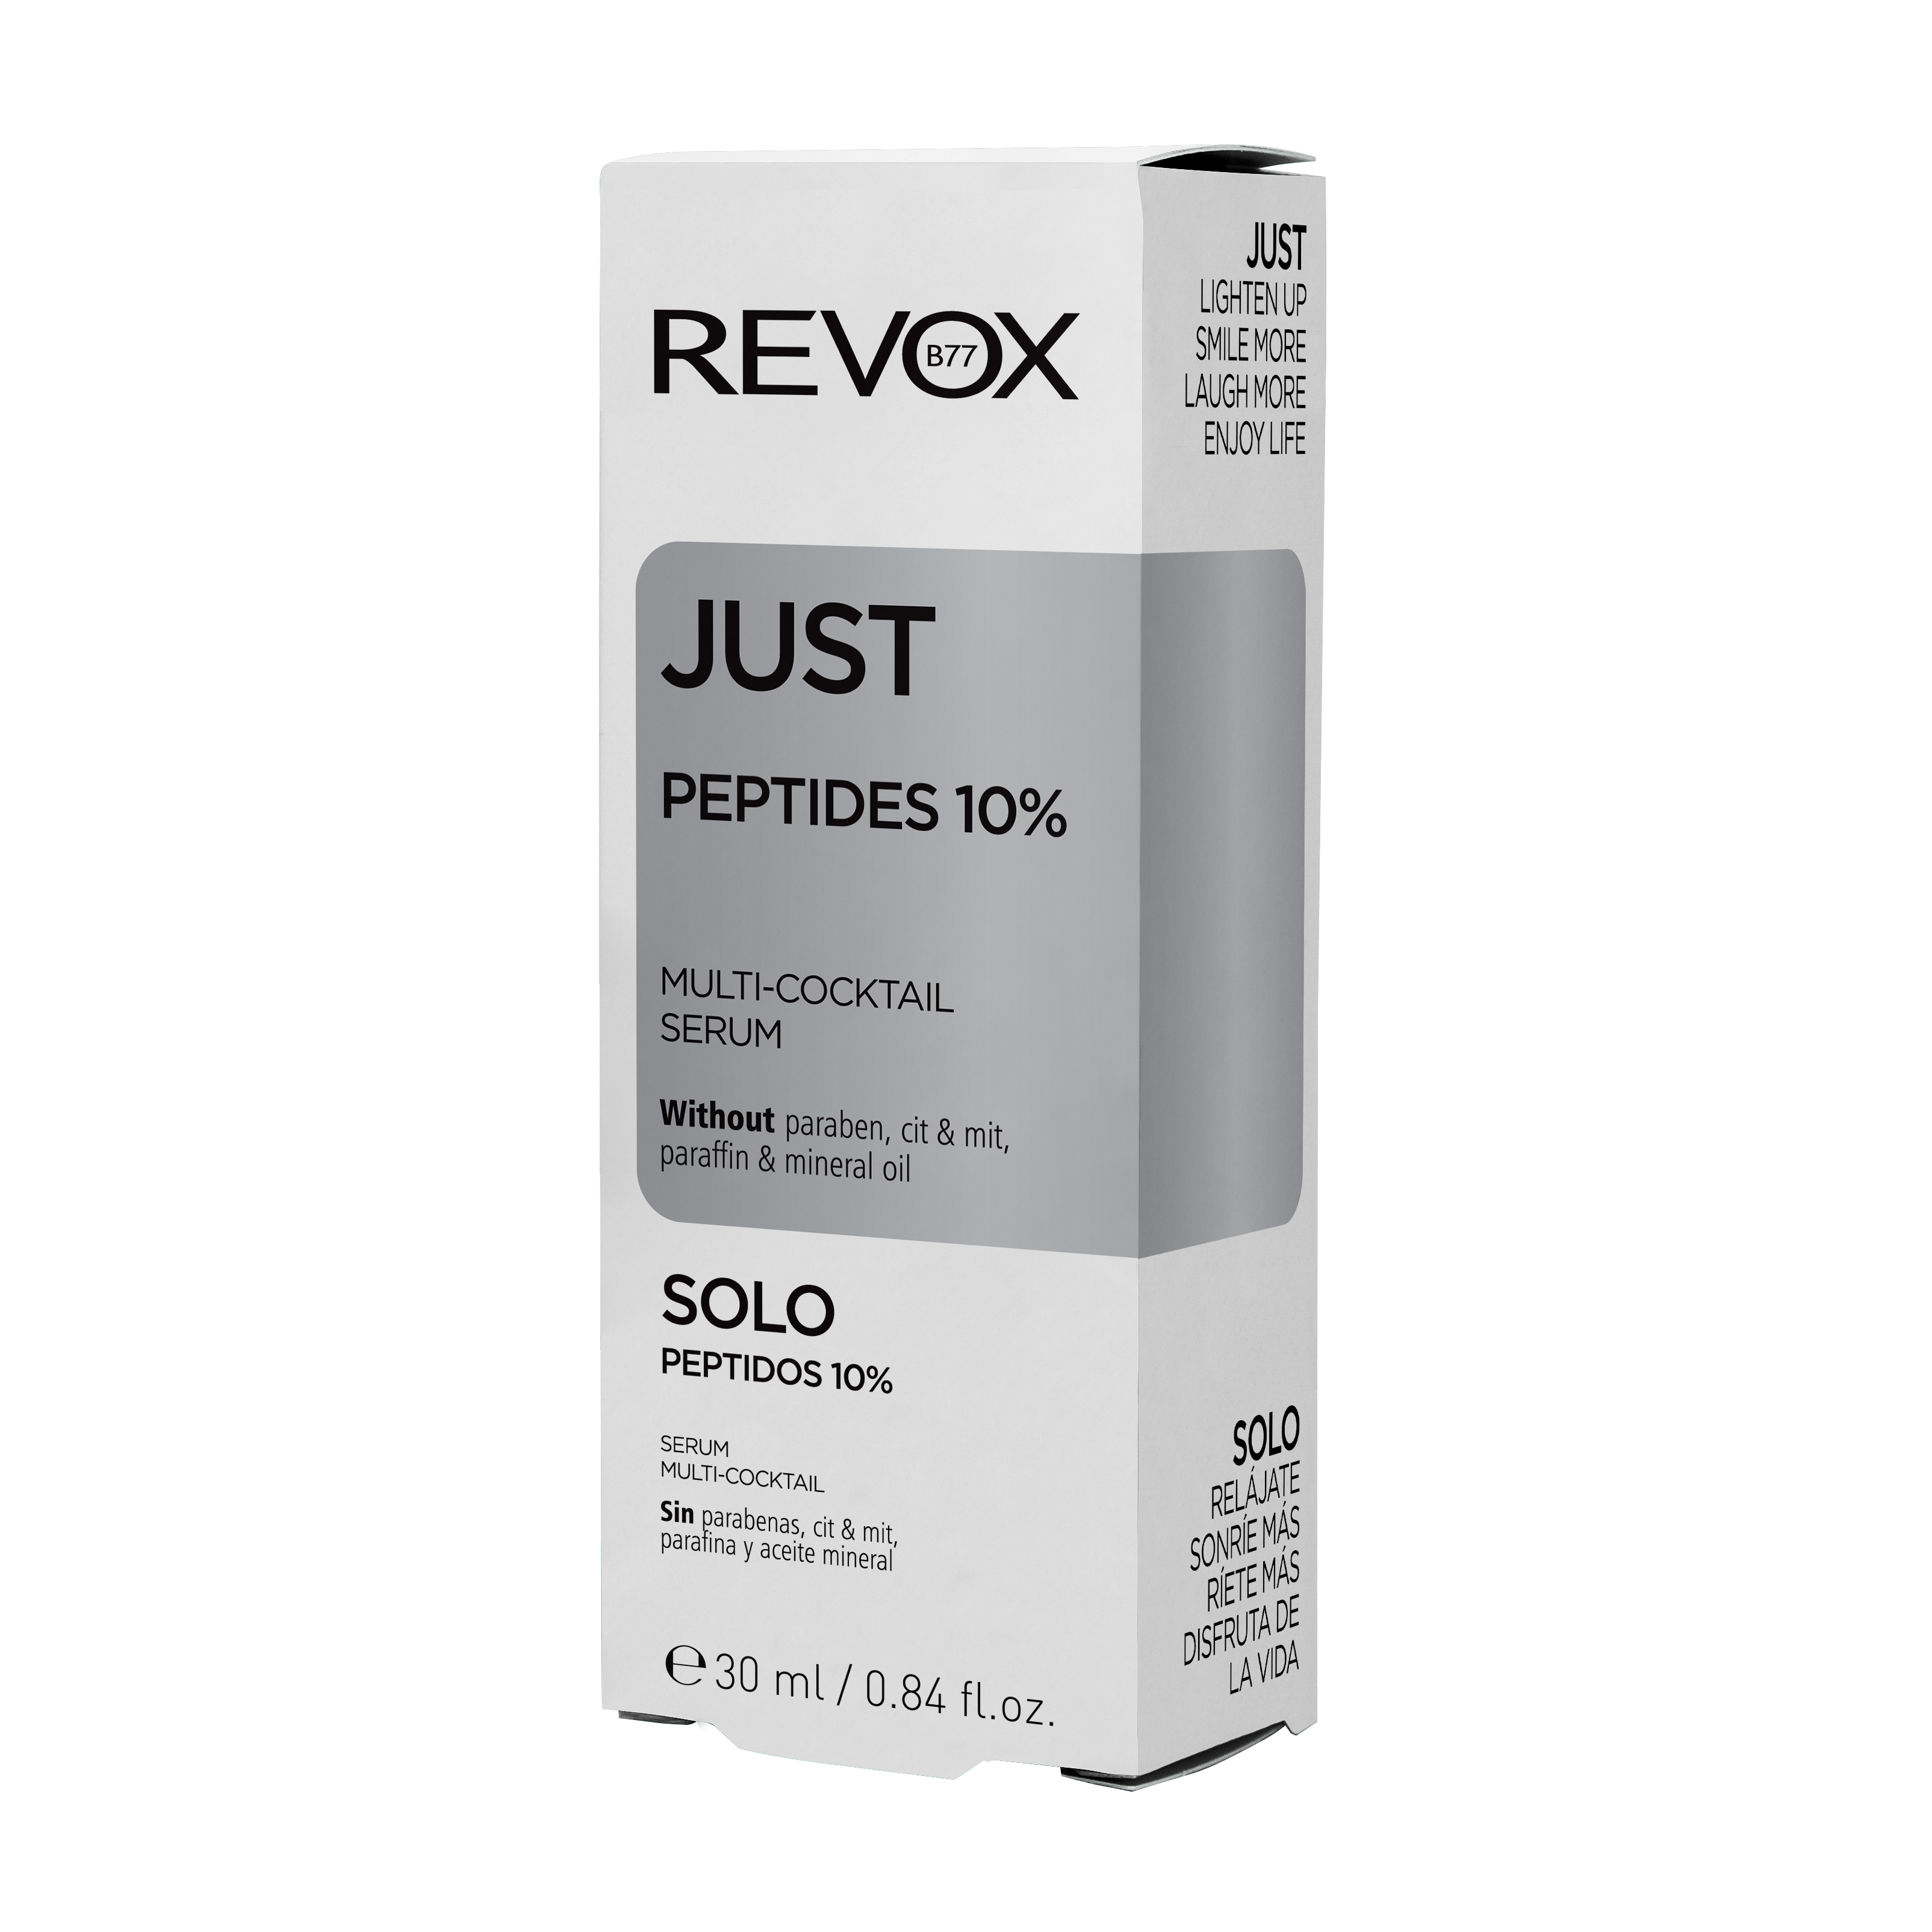 REVOX
B77
JUST
PEPTIDES 10%
MULTI-COCKTAIL
SERUM
Without paraben, cit & mit,
paraffin & mineral oil
SOLO
PEPTIDOS 10%
SERUM
MULTI-COCKTAIL
Sin parabenas, cit & mit,
parafina y aceite mineral
℮ 30 ml / 0.84 fl.oz.
JUST
LIGHTEN UP
SMILE MORE
LAUGH MORE
ENJOY LIFE
SOLO
RELÁJATE
SONRÍE MÁS
RÍETE MÁS
DISFRUTA DE
LA VIDA